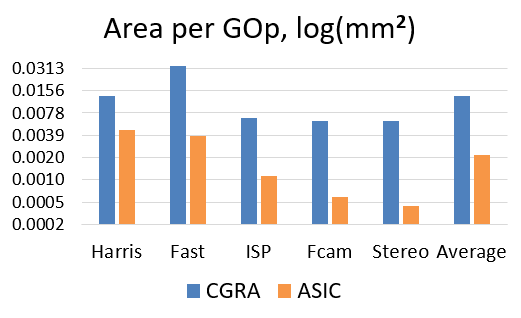 Area per GOp, log(mm²)
0.0313
0.0156
0.0078
0.0039
0.0020
0.0010
0.0005
0.0002
Harris Fast ISP Fcam Stereo Average
CGRA ASIC